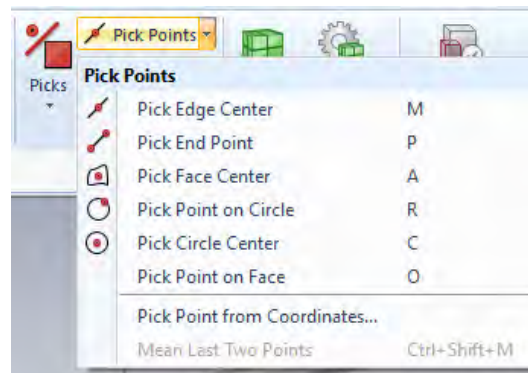 Pick Points
Picks
Pick Points
Pick Edge Center M
Pick End Point P
Pick Face Center A
Pick Point on Circle R
Pick Circle Center C
Pick Point on Face O
Pick Point from Coordinates...
Mean Last Two Points Ctrl+Shift+M